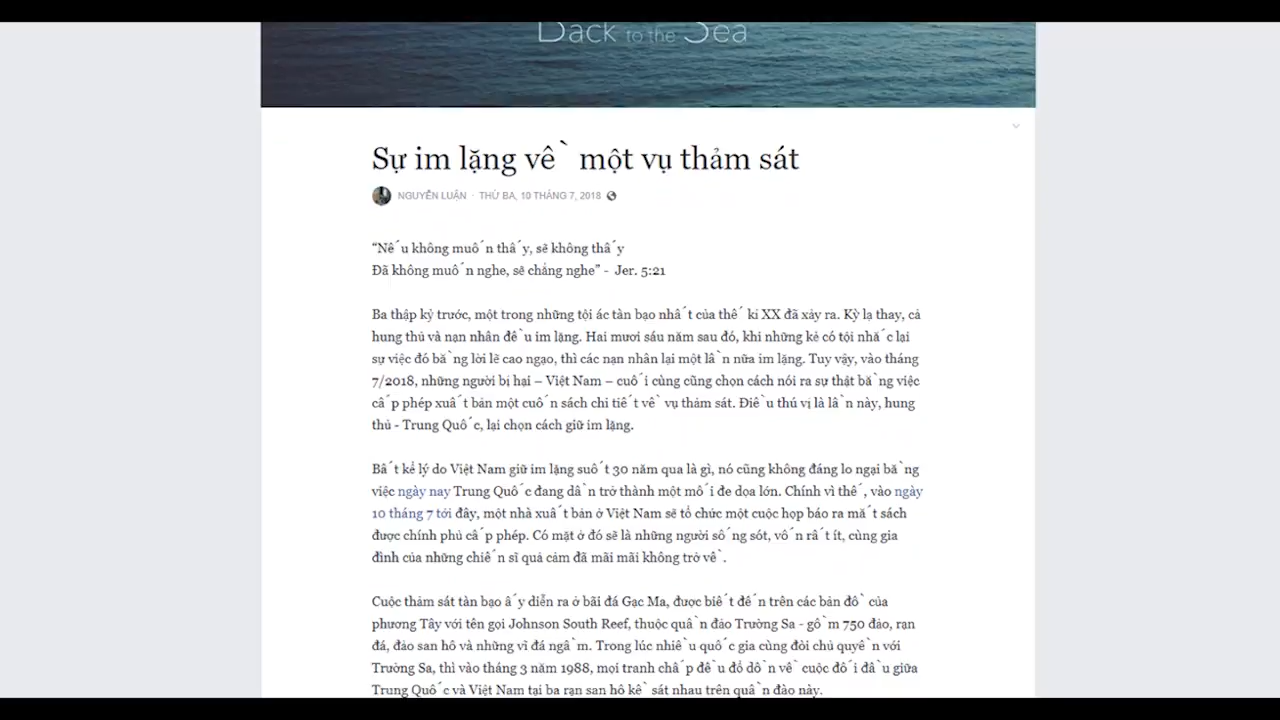 Back to the Sea
Sự im lặng về một vụ thảm sát
NGUYỄN LUẬN · THỨ BA, 10 THÁNG 7, 2018
“Nếu không muốn thấy, sẽ không thấy
Đã không muốn nghe, sẽ chẳng nghe” - Jer. 5:21
Ba thập kỷ trước, một trong những tội ác tàn bạo nhất của thế kỉ XX đã xảy ra. Kỳ lạ thay, cả
hung thủ và nạn nhân đều im lặng. Hai mươi sáu năm sau đó, khi những kẻ có tội nhắc lại
sự việc đó bằng lời lẽ cao ngạo, thì các nạn nhân lại một lần nữa im lặng. Tuy vậy, vào tháng
7/2018, những người bị hại – Việt Nam – cuối cùng cũng chọn cách nói ra sự thật bằng việc
cấp phép xuất bản một cuốn sách chi tiết về vụ thảm sát. Điều thú vị là lần này, hung
thủ - Trung Quốc, lại chọn cách giữ im lặng.
Bất kể lý do Việt Nam giữ im lặng suốt 30 năm qua là gì, nó cũng không đáng lo ngại bằng
việc ngày nay Trung Quốc đang dần trở thành một mối đe dọa lớn. Chính vì thế, vào ngày
10 tháng 7 tới đây, một nhà xuất bản ở Việt Nam sẽ tổ chức một cuộc họp báo ra mắt sách
được chính phủ cấp phép. Có mặt ở đó sẽ là những người sống sót, vốn rất ít, cùng gia
đình của những chiến sĩ quả cảm đã mãi mãi không trở về.
Cuộc thảm sát tàn bạo ấy diễn ra ở bãi đá Gạc Ma, được biết đến trên các bản đồ của
phương Tây với tên gọi Johnson South Reef, thuộc quần đảo Trường Sa - gồm 750 đảo, rạn
đá, đảo san hô và những vỉ đá ngầm. Trong lúc nhiều quốc gia cùng đòi chủ quyền với
Trường Sa, thì vào tháng 3 năm 1988, mọi tranh chấp đều đổ dồn về cuộc đối đầu giữa
Trung Quốc và Việt Nam tại ba rạn san hô kề sát nhau trên quần đảo này.